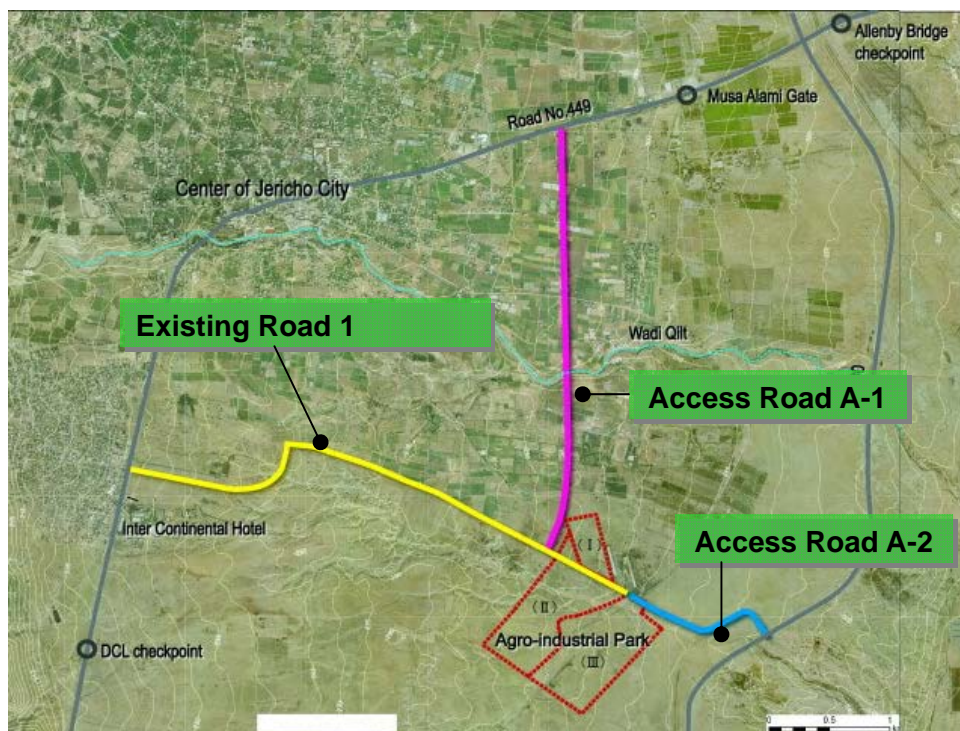 Allenby Bridge
checkpoint
Musa Alami Gate
Road No.449
Center of Jericho City
Existing Road 1
Wadi Qilt
Access Road A-1
Inter Continental Hotel
( I )
Access Road A-2
( II )
Agro-industrial Park
( III )
DCL checkpoint
0 0.5 1